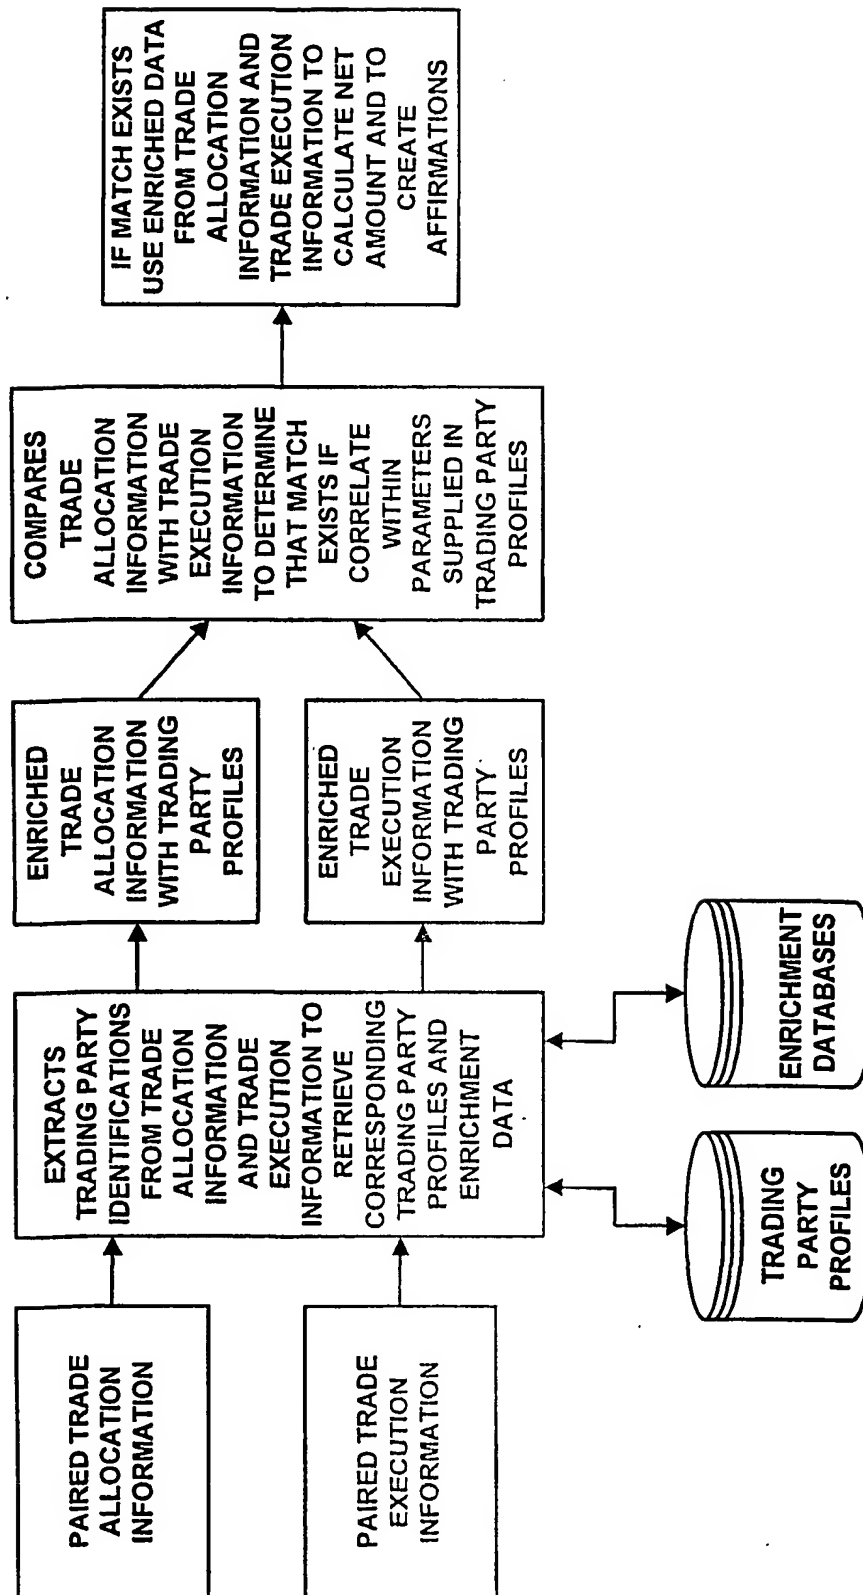 PAIRED TRADE
ALLOCATION
INFORMATION
PAIRED TRADE
EXECUTION
INFORMATION
EXTRACTS
TRADING PARTY
IDENTIFICATIONS
FROM TRADE
ALLOCATION
INFORMATION
AND TRADE
EXECUTION
INFORMATION TO
RETRIEVE
CORRESPONDING
TRADING PARTY
PROFILES AND
ENRICHMENT
DATA
TRADING
PARTY
PROFILES
ENRICHMENT
DATABASES
ENRICHED
TRADE
ALLOCATION
INFORMATION
WITH TRADING
PARTY
PROFILES
ENRICHED
TRADE
EXECUTION
INFORMATION
WITH TRADING
PARTY
PROFILES
COMPARES
TRADE
ALLOCATION
INFORMATION
WITH TRADE
EXECUTION
INFORMATION
TO DETERMINE
THAT MATCH
EXISTS IF
CORRELATE
WITHIN
PARAMETERS
SUPPLIED IN
TRADING PARTY
PROFILES
IF MATCH EXISTS
USE ENRICHED DATA
FROM TRADE
ALLOCATION
INFORMATION AND
TRADE EXECUTION
INFORMATION TO
CALCULATE NET
AMOUNT AND TO
CREATE
AFFIRMATIONS